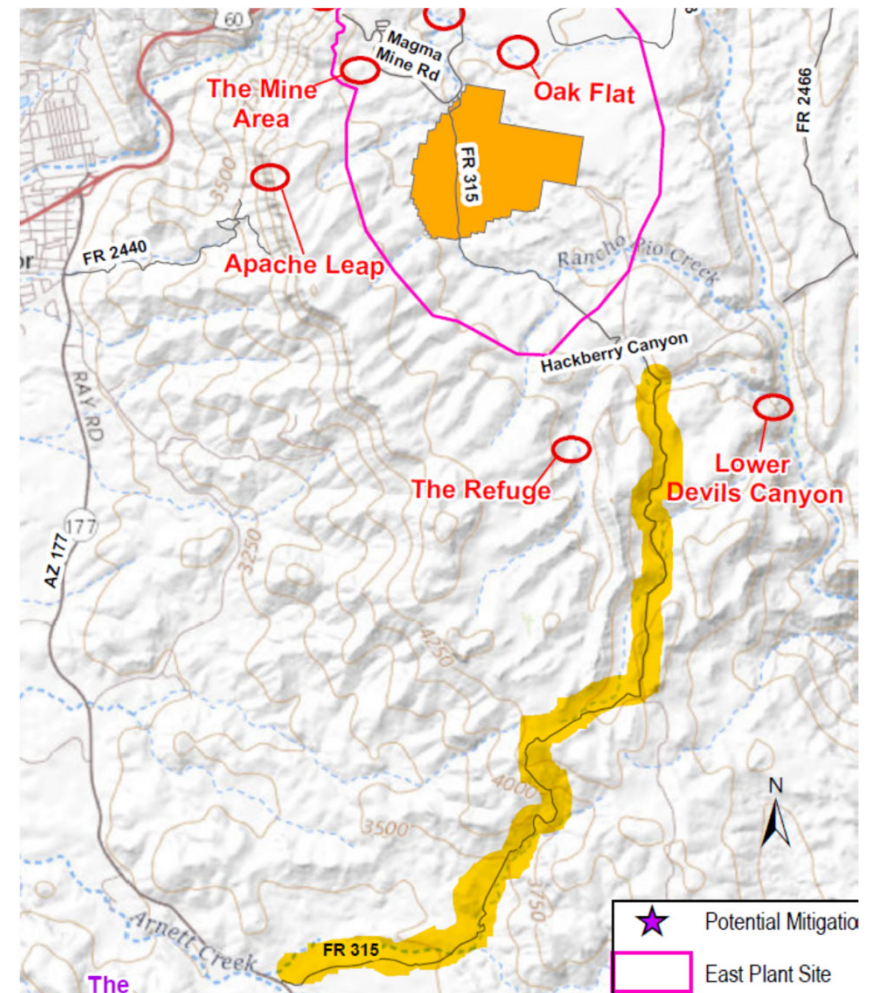 60
Magma
Mine Rd
Oak Flat
The Mine
Area
FR 2466
3500
FR 315
FR 2440
Apache Leap
Rancho Rio Creek
Hackberry Canyon
RAY RD
The Refuge
Lower
Devils Canyon
177
AZ 177
3250
4250
N
4000
3500
3750
Arnett Creek
FR 315
Potential Mitigatio
East Plant Site
The